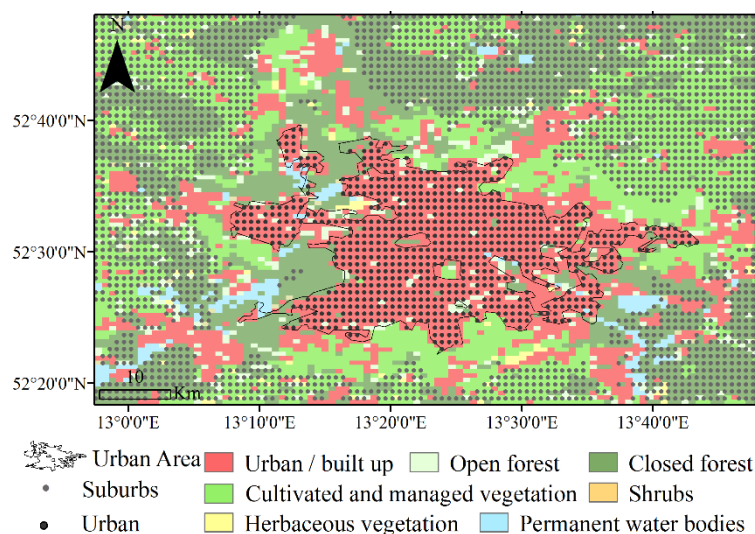 N
52°40'0"N
52°30'0"N
52°20'0"N
10
Km
13°0'0"E 13°10'0"E 13°20'0"E 13°30'0"E 13°40'0"E
Urban Area Urban / built up Open forest Closed forest
Suburbs Cultivated and managed vegetation Shrubs
Urban Herbaceous vegetation Permanent water bodies